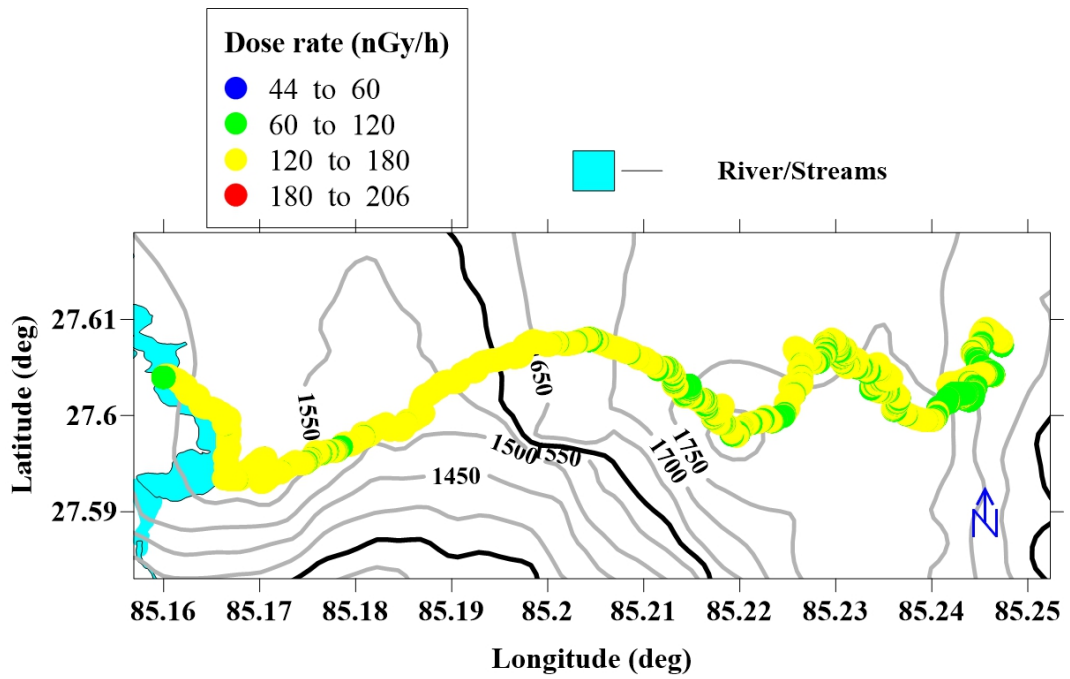 Dose rate (nGy/h)
44 to 60
60 to 120
120 to 180
180 to 206
River/Streams
27.61
27.6
27.59
Latitude (deg)
1550
1450
1500
1550
1650
1700
1750
N
85.16 85.17 85.18 85.19 85.2 85.21 85.22 85.23 85.24 85.25
Longitude (deg)